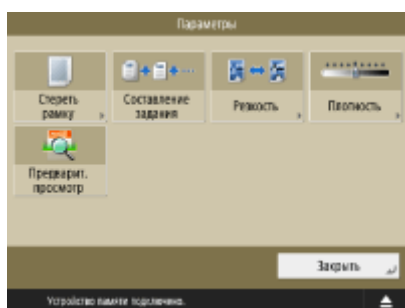 Параметры
Стереть
рамку
Составление
задания
Резкость
Плотность
Предварит.
просмотр
Закрыть
Устройство памяти подключено.